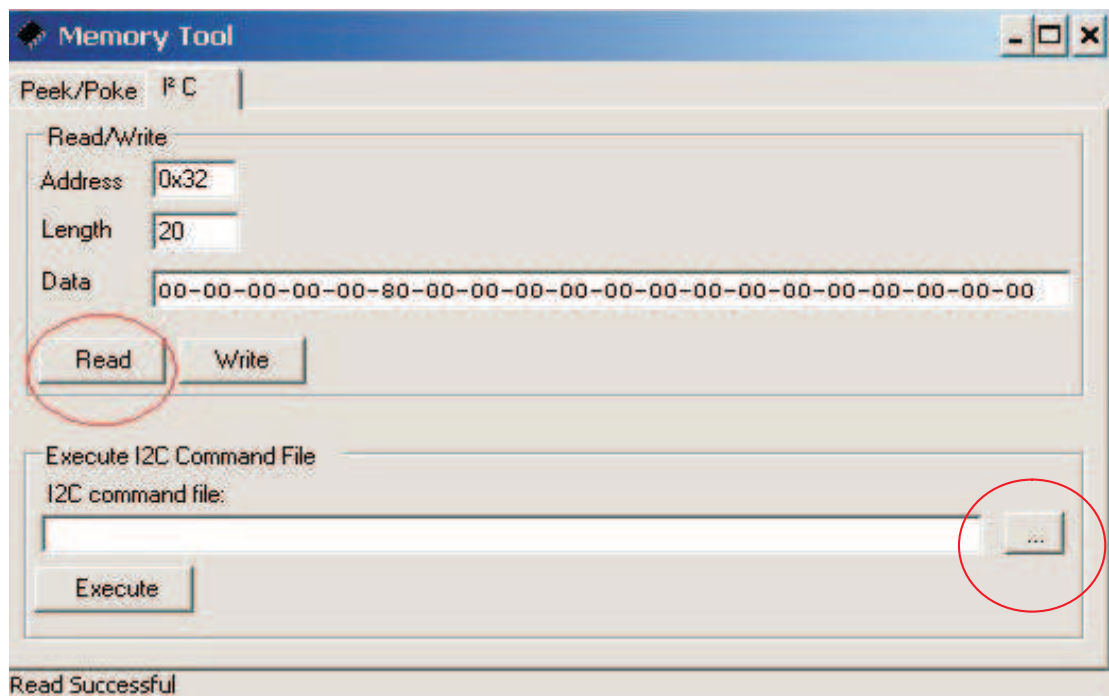 Memory Tool
Peek/Poke I² C
Read/Write
Address 0x32
Length 20
Data 00-00-00-00-00-80-00-00-00-00-00-00-00-00-00-00-00-00-00-00
Read Write
Execute I2C Command File
I2C command file:
...
Execute
Read Successful